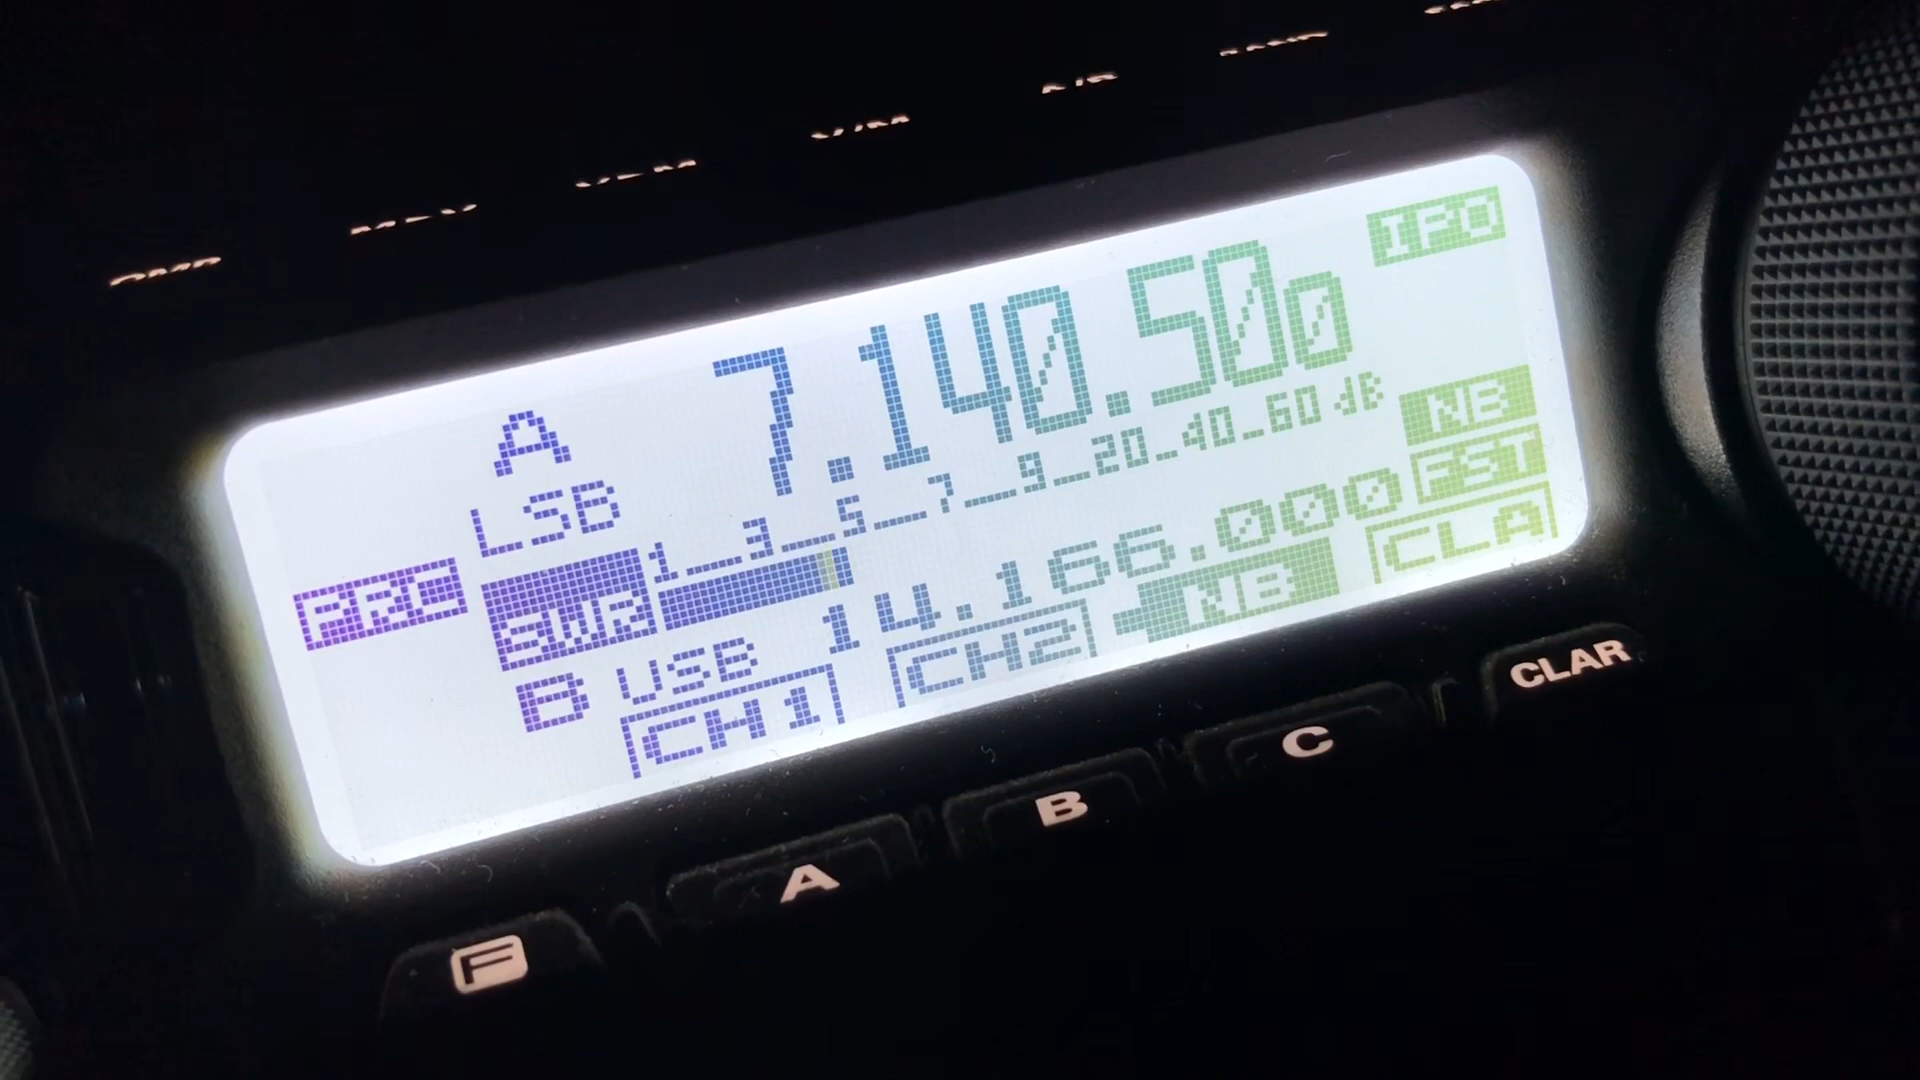 IPO
A 7.140.500
LSB 1_3_5_7_9_20_40_60 dB NB
PRC SWR FST
B USB 14.166.000
CH1 CH2 NB CLA
F A B C CLAR